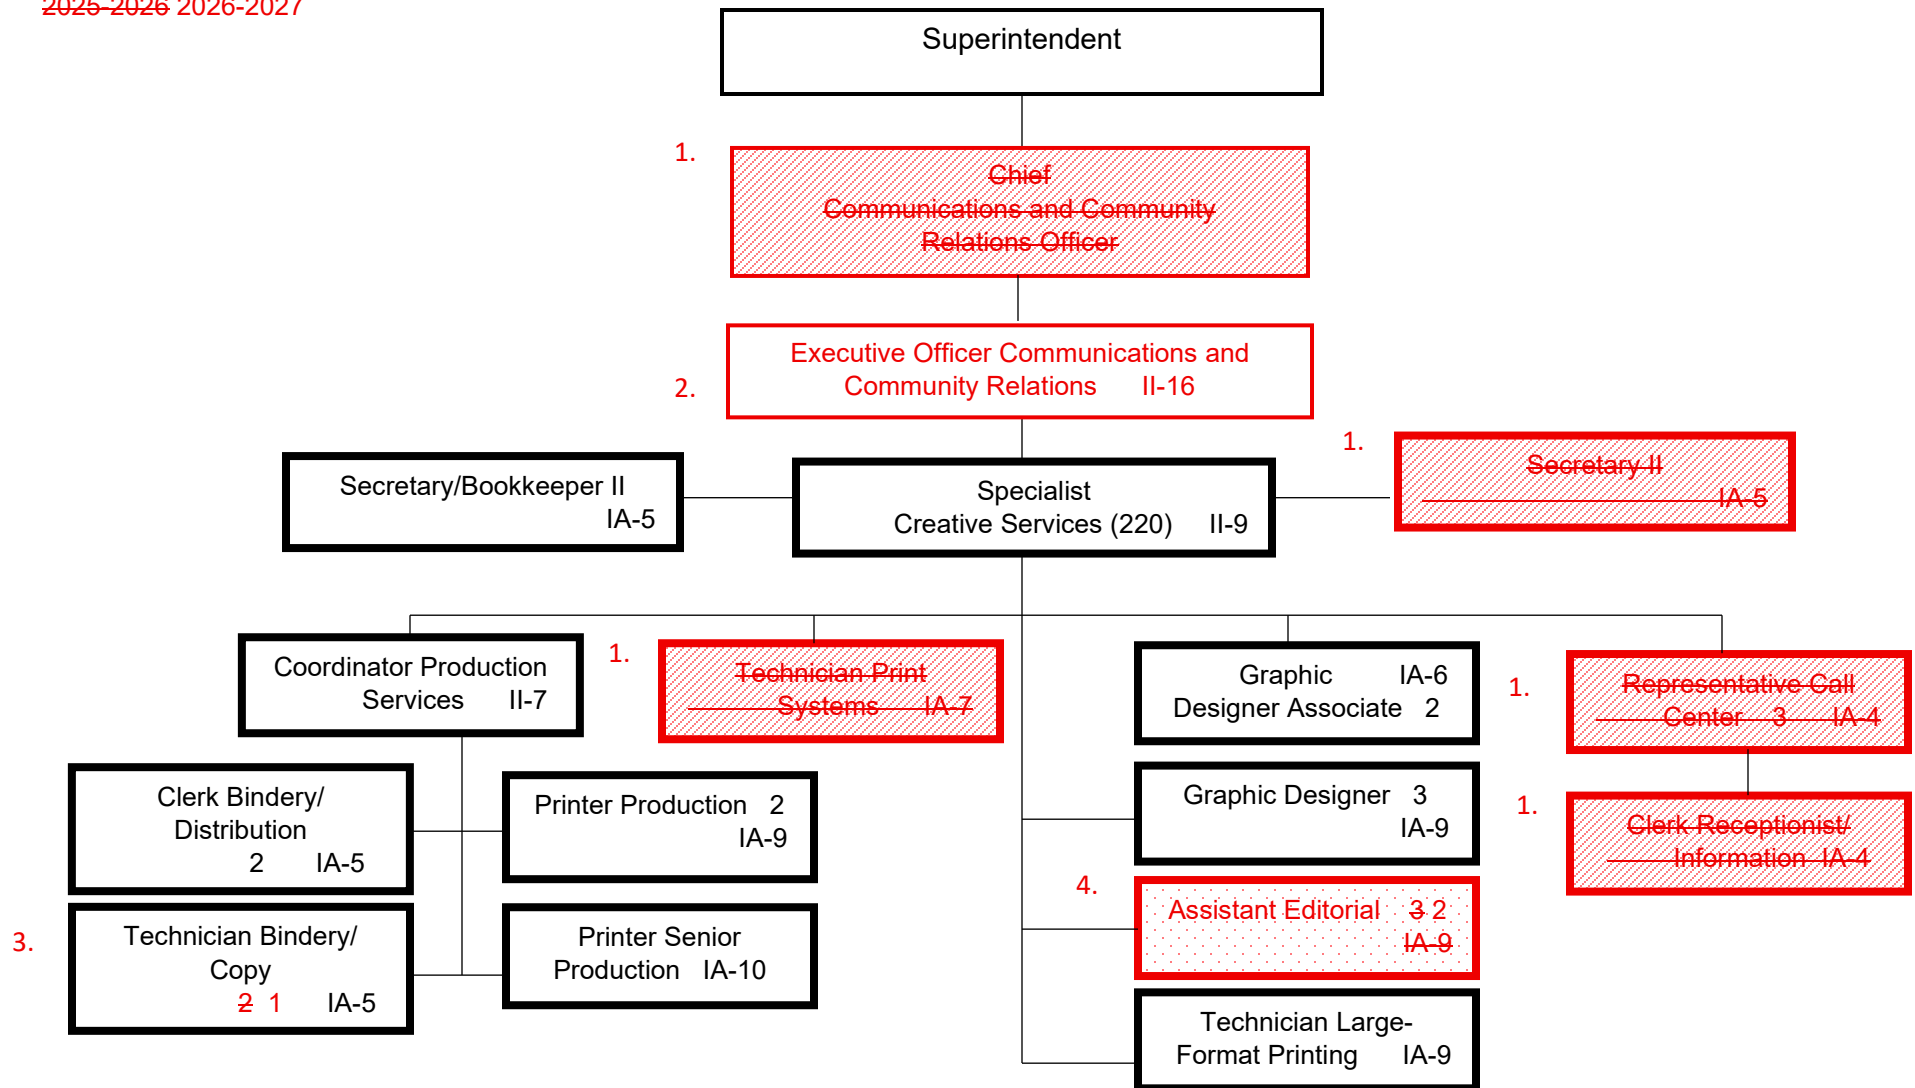 2025-2026 2026-2027
Superintendent
1.
Chief
Communications and Community
Relations Officer
Executive Officer Communications and
Community Relations II-16
2.
Secretary/Bookkeeper II
IA-5
Specialist
Creative Services (220) II-9
1.
Secretary II
IA-5
Coordinator Production
Services II-7
1.
Technician Print
Systems IA-7
Graphic IA-6
Designer Associate 2
1.
Representative Call
Center 3 IA-4
Clerk Bindery/
Distribution
2 IA-5
Printer Production 2
IA-9
Graphic Designer 3
IA-9
1.
Clerk Receptionist/
Information IA-4
3.
Technician Bindery/
Copy
2 1 IA-5
Printer Senior
Production IA-10
4.
Assistant Editorial 3 2
IA-9
Technician Large-
Format Printing IA-9